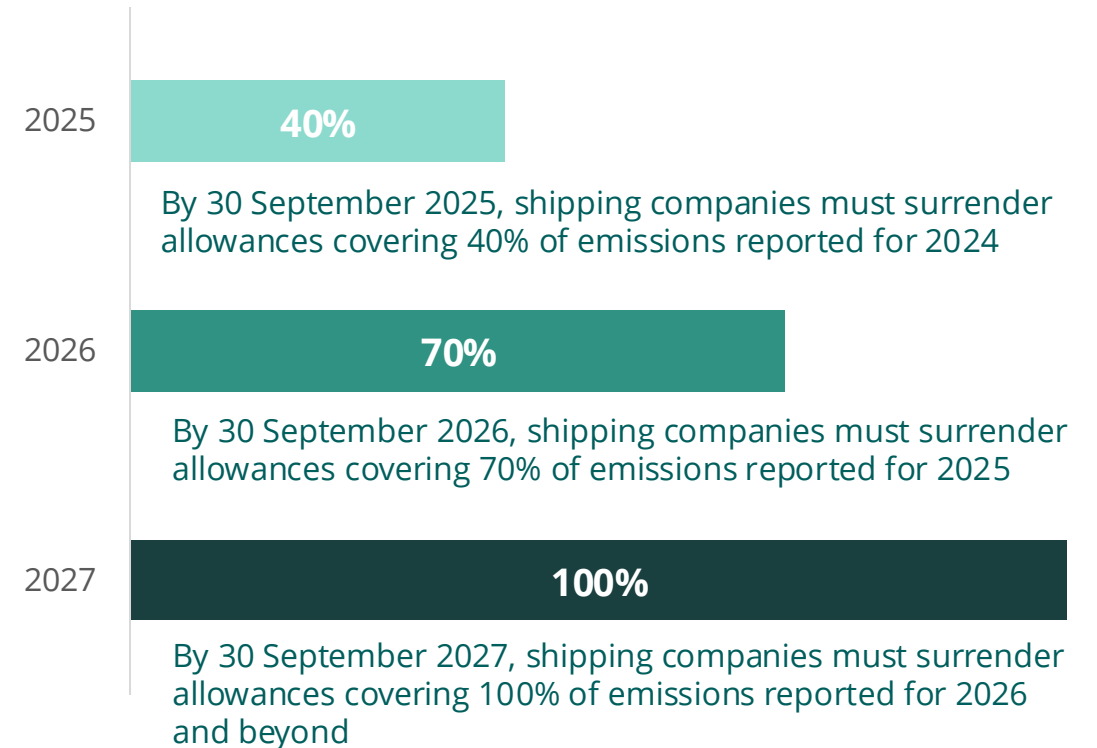 2025
40%
By 30 September 2025, shipping companies must surrender
allowances covering 40% of emissions reported for 2024
2026
70%
By 30 September 2026, shipping companies must surrender
allowances covering 70% of emissions reported for 2025
2027
100%
By 30 September 2027, shipping companies must surrender
allowances covering 100% of emissions reported for 2026
and beyond